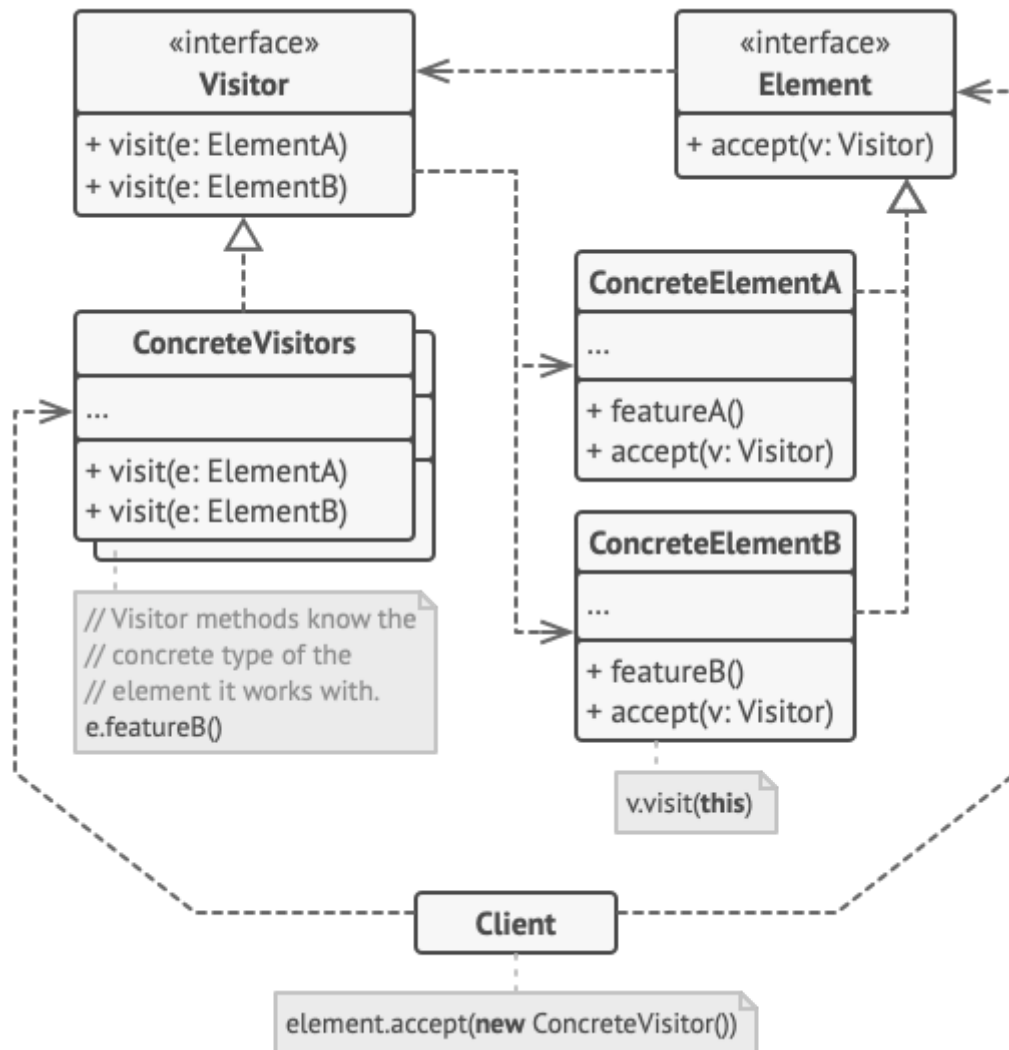 «interface»
Visitor
+ visit(e: ElementA)
+ visit(e: ElementB)
«interface»
Element
+ accept(v: Visitor)
ConcreteVisitors
...
+ visit(e: ElementA)
+ visit(e: ElementB)
// Visitor methods know the
// concrete type of the
// element it works with.
e.featureB()
ConcreteElementA
...
+ featureA()
+ accept(v: Visitor)
ConcreteElementB
...
+ featureB()
+ accept(v: Visitor)
v.visit(this)
Client
element.accept(new ConcreteVisitor())